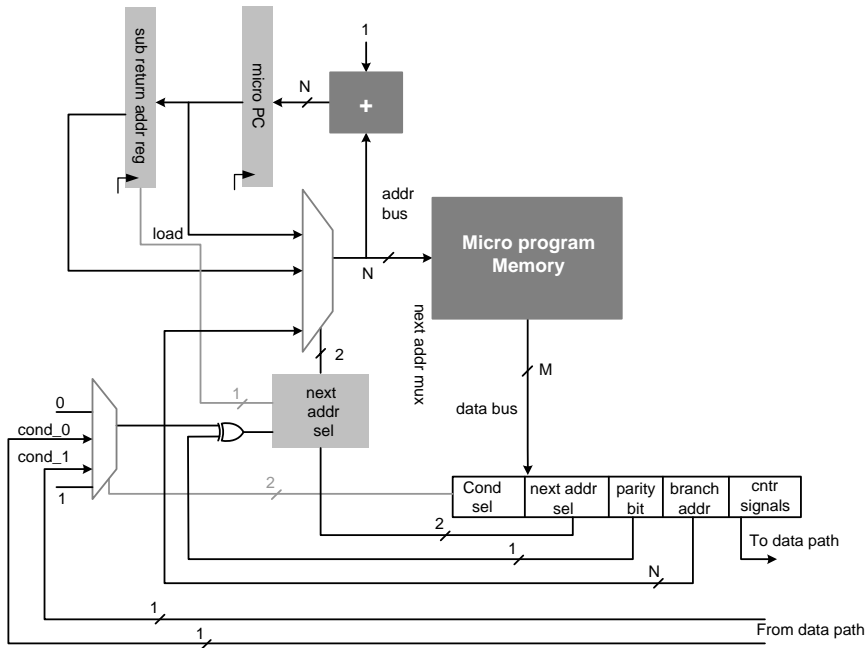 sub return addr reg
micro PC
1
N
+
addr
bus
load
N
Micro program
Memory
next addr mux
2
M
data bus
1
next
addr
sel
0
cond_0
cond_1
1
2
Cond
sel
next addr
sel
parity
bit
branch
addr
cntr
signals
2
1
N
To data path
1
1
From data path